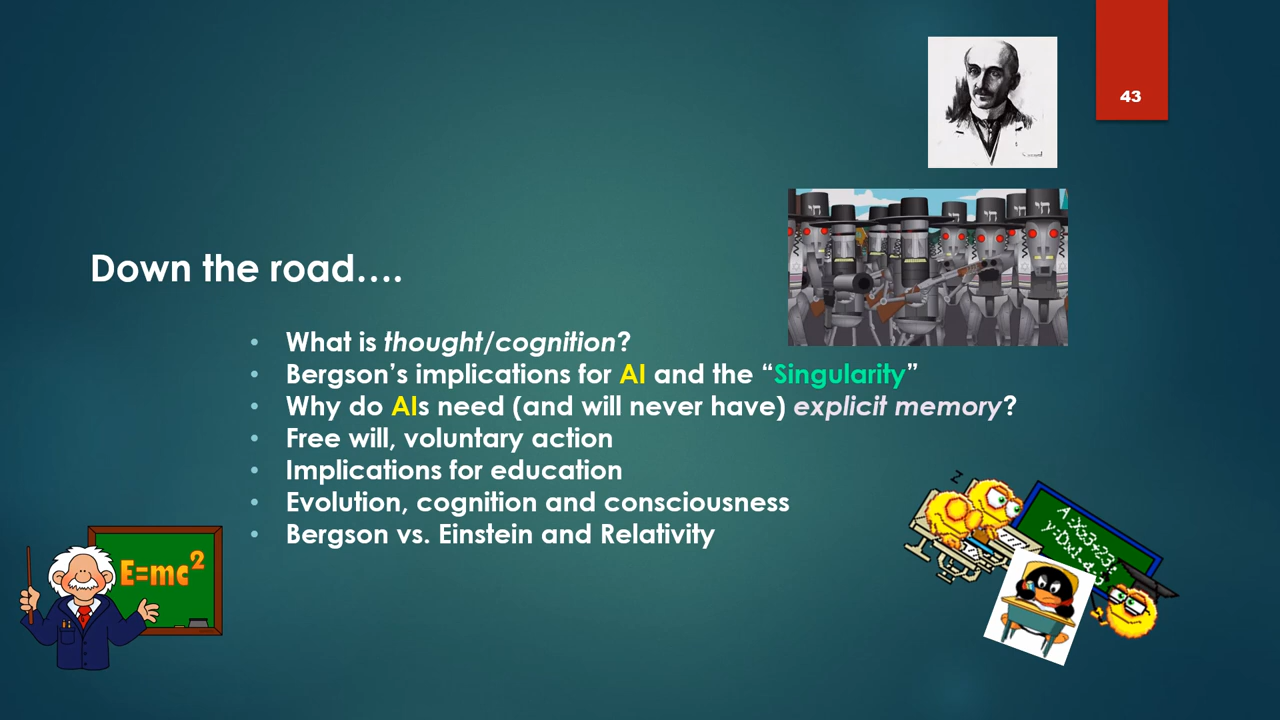 43
Down the road….
• What is thought/cognition?
• Bergson’s implications for AI and the “Singularity”
• Why do AIs need (and will never have) explicit memory?
• Free will, voluntary action
• Implications for education
• Evolution, cognition and consciousness
• Bergson vs. Einstein and Relativity
E=mc²
Z